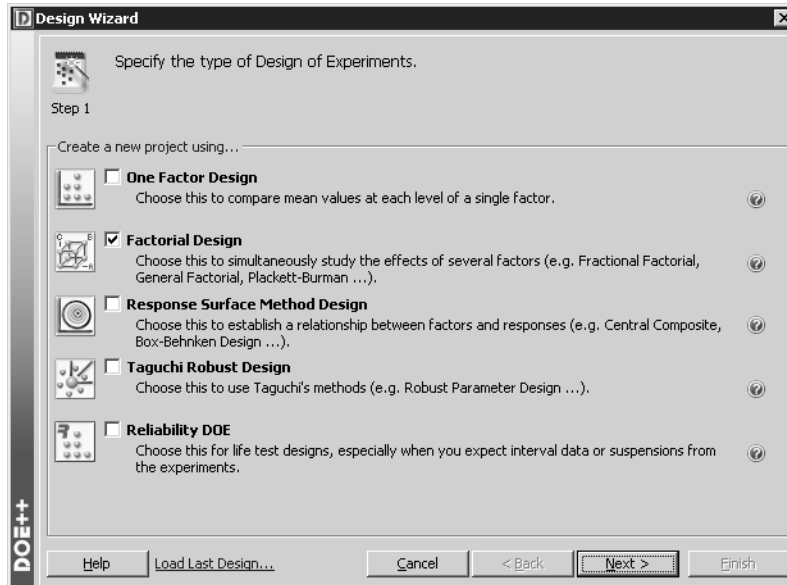 Design Wizard
Specify the type of Design of Experiments.
Step 1
Create a new project using...
One Factor Design
Choose this to compare mean values at each level of a single factor.
Factorial Design
Choose this to simultaneously study the effects of several factors (e.g. Fractional Factorial,
General Factorial, Plackett-Burman ...).
Response Surface Method Design
Choose this to establish a relationship between factors and responses (e.g. Central Composite,
Box-Behnken Design ...).
Taguchi Robust Design
Choose this to use Taguchi's methods (e.g. Robust Parameter Design ...).
Reliability DOE
Choose this for life test designs, especially when you expect interval data or suspensions from
the experiments.
DOE++
Help
Load Last Design...
Cancel
< Back
Next >
Finish